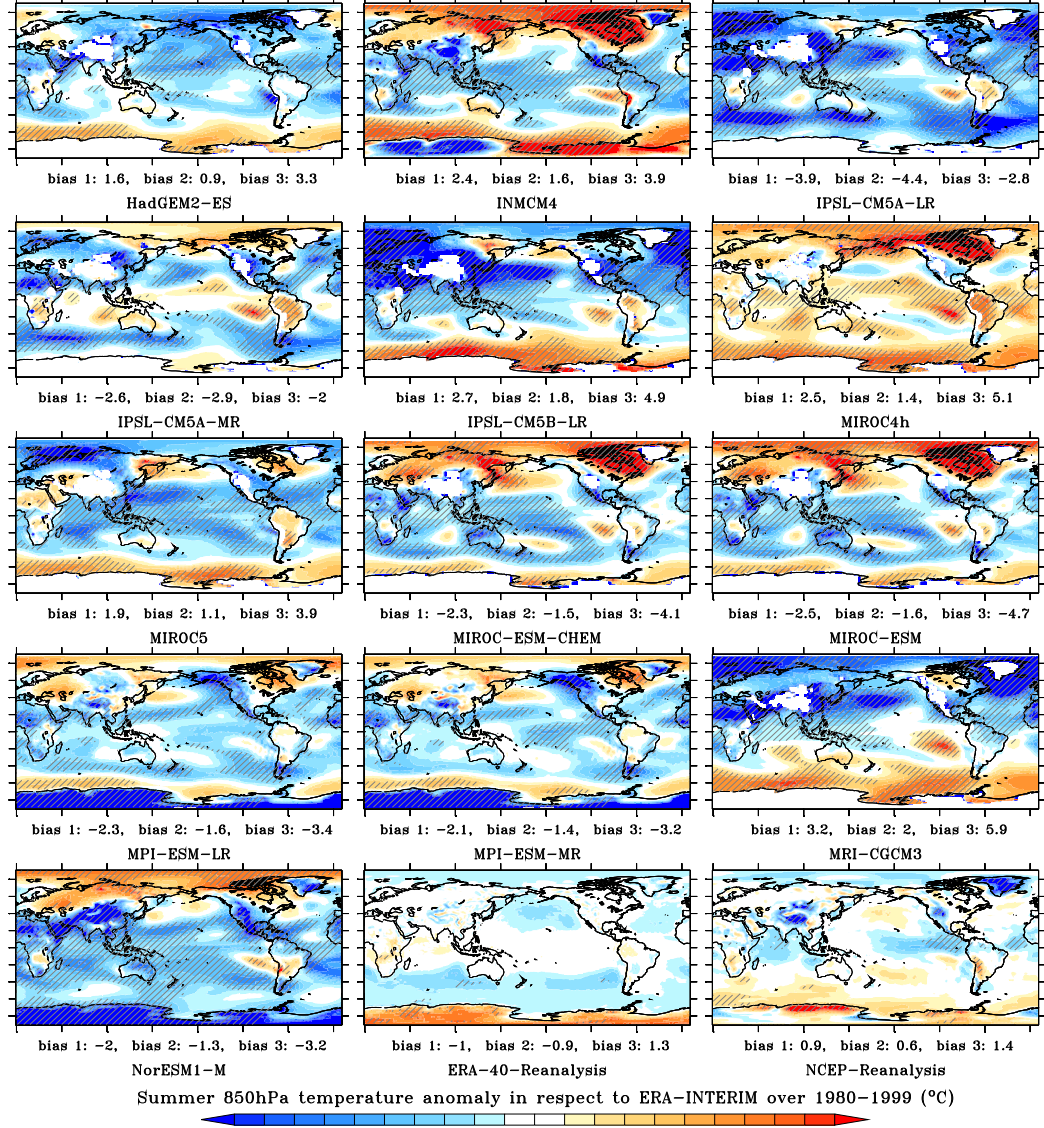 bias 1: 1.6, bias 2: 0.9, bias 3: 3.3
bias 1: 2.4, bias 2: 1.6, bias 3: 3.9
bias 1: −3.9, bias 2: −4.4, bias 3: −2.8
HadGEM2−ES
INMCM4
IPSL−CM5A−LR
bias 1: −2.6, bias 2: −2.9, bias 3: −2
bias 1: 2.7, bias 2: 1.8, bias 3: 4.9
bias 1: 2.5, bias 2: 1.4, bias 3: 5.1
IPSL−CM5A−MR
IPSL−CM5B−LR
MIROC4h
bias 1: 1.9, bias 2: 1.1, bias 3: 3.9
bias 1: −2.3, bias 2: −1.5, bias 3: −4.1
bias 1: −2.5, bias 2: −1.6, bias 3: −4.7
MIROC5
MIROC−ESM−CHEM
MIROC−ESM
bias 1: −2.3, bias 2: −1.6, bias 3: −3.4
bias 1: −2.1, bias 2: −1.4, bias 3: −3.2
bias 1: 3.2, bias 2: 2, bias 3: 5.9
MPI−ESM−LR
MPI−ESM−MR
MRI−CGCM3
bias 1: −2, bias 2: −1.3, bias 3: −3.2
bias 1: −1, bias 2: −0.9, bias 3: 1.3
bias 1: 0.9, bias 2: 0.6, bias 3: 1.4
NorESM1−M
ERA−40−Reanalysis
NCEP−Reanalysis
Summer 850hPa temperature anomaly in respect to ERA−INTERIM over 1980−1999 (°C)